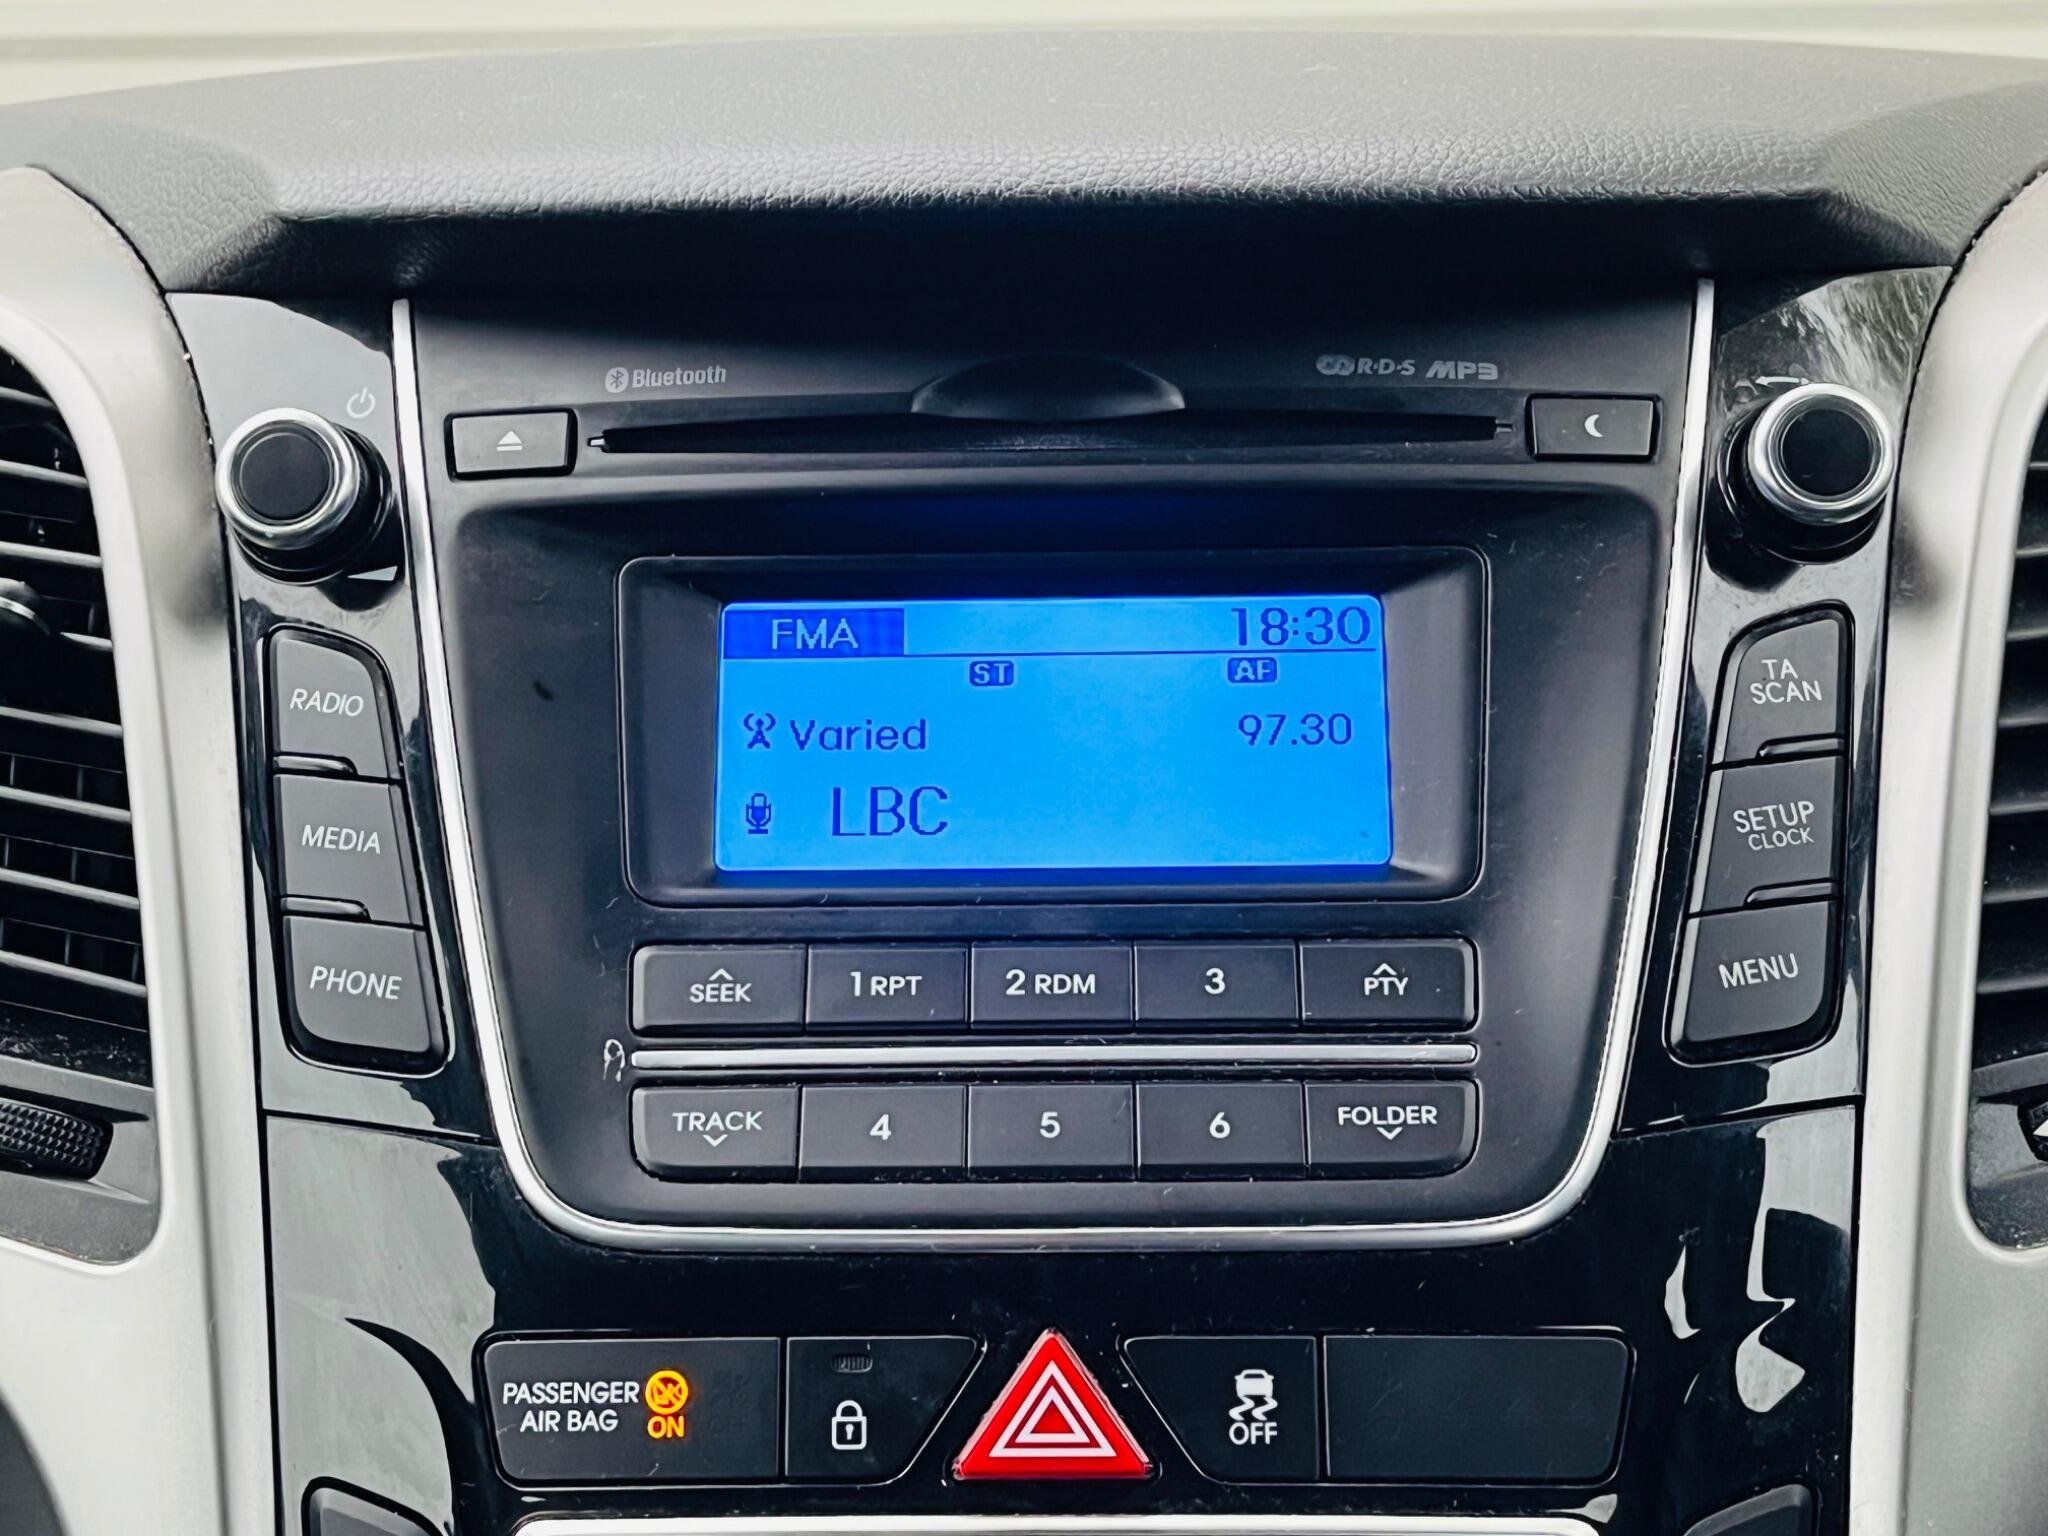 Bluetooth
R·D·S MP3
FMA 18:30
ST AF
Varied 97.30
LBC
RADIO
MEDIA
PHONE
TA
SCAN
SETUP
CLOCK
MENU
SEEK 1 RPT 2 RDM 3 PTY
TRACK 4 5 6 FOLDER
PASSENGER
AIR BAG ON
OFF